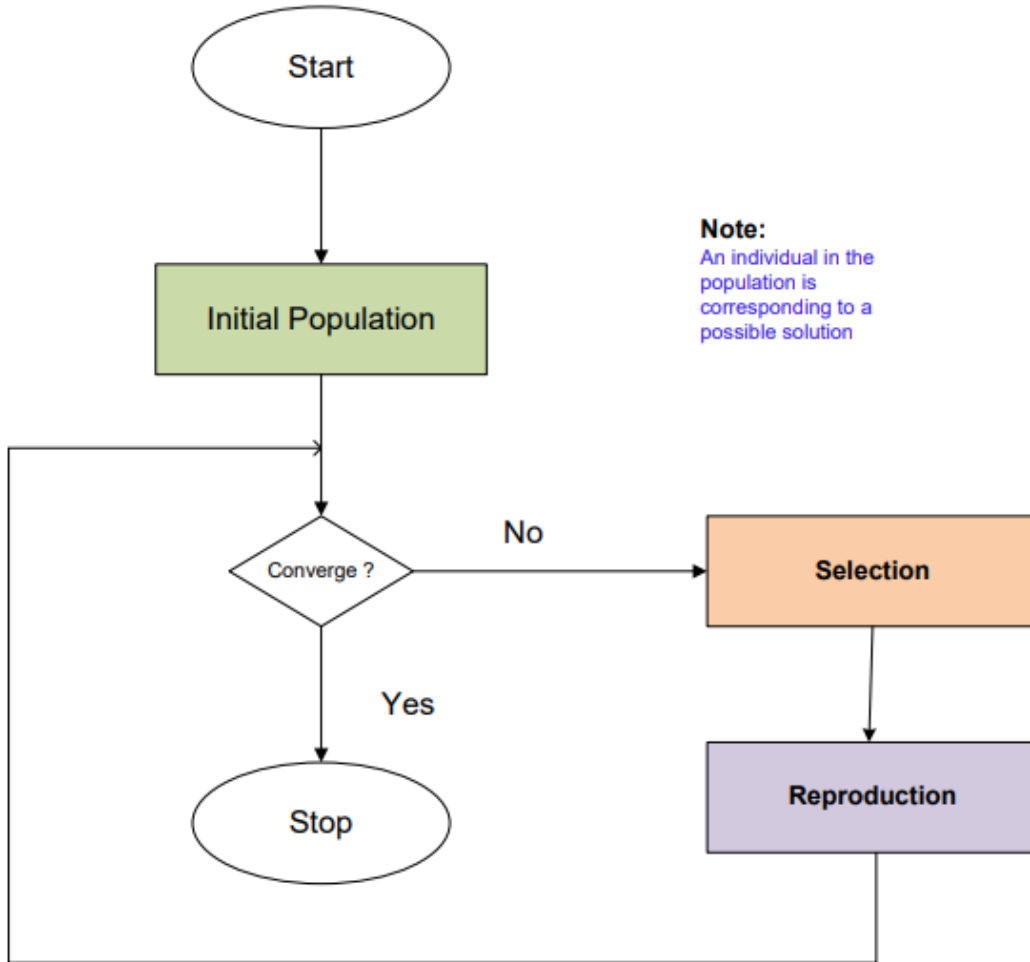 Start
Note:
An individual in the
population is
corresponding to a
possible solution
Initial Population
No
Converge ?
Selection
Yes
Reproduction
Stop